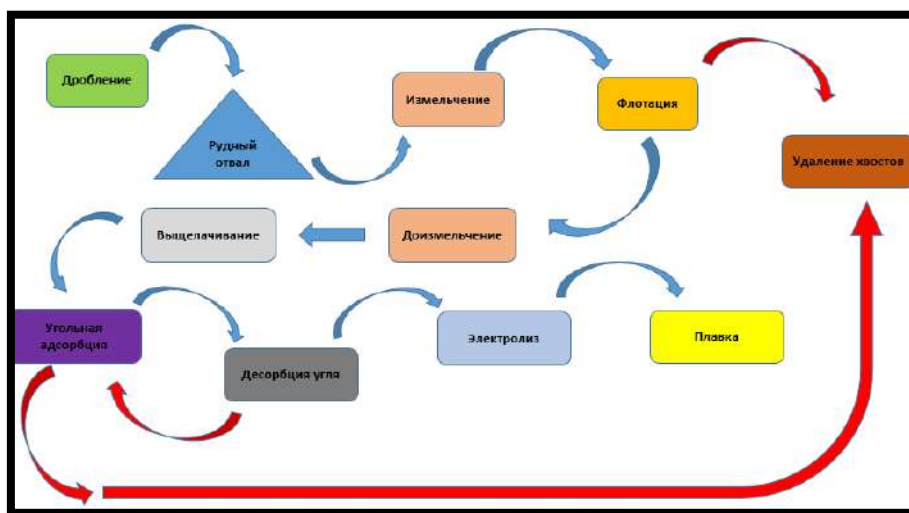 Дробление
Рудный
отвал
Измельчение
Флотация
Удаление хвостов
Выщелачивание
Доизмельчение
Угольная
адсорбция
Десорбция угля
Электролиз
Плавка